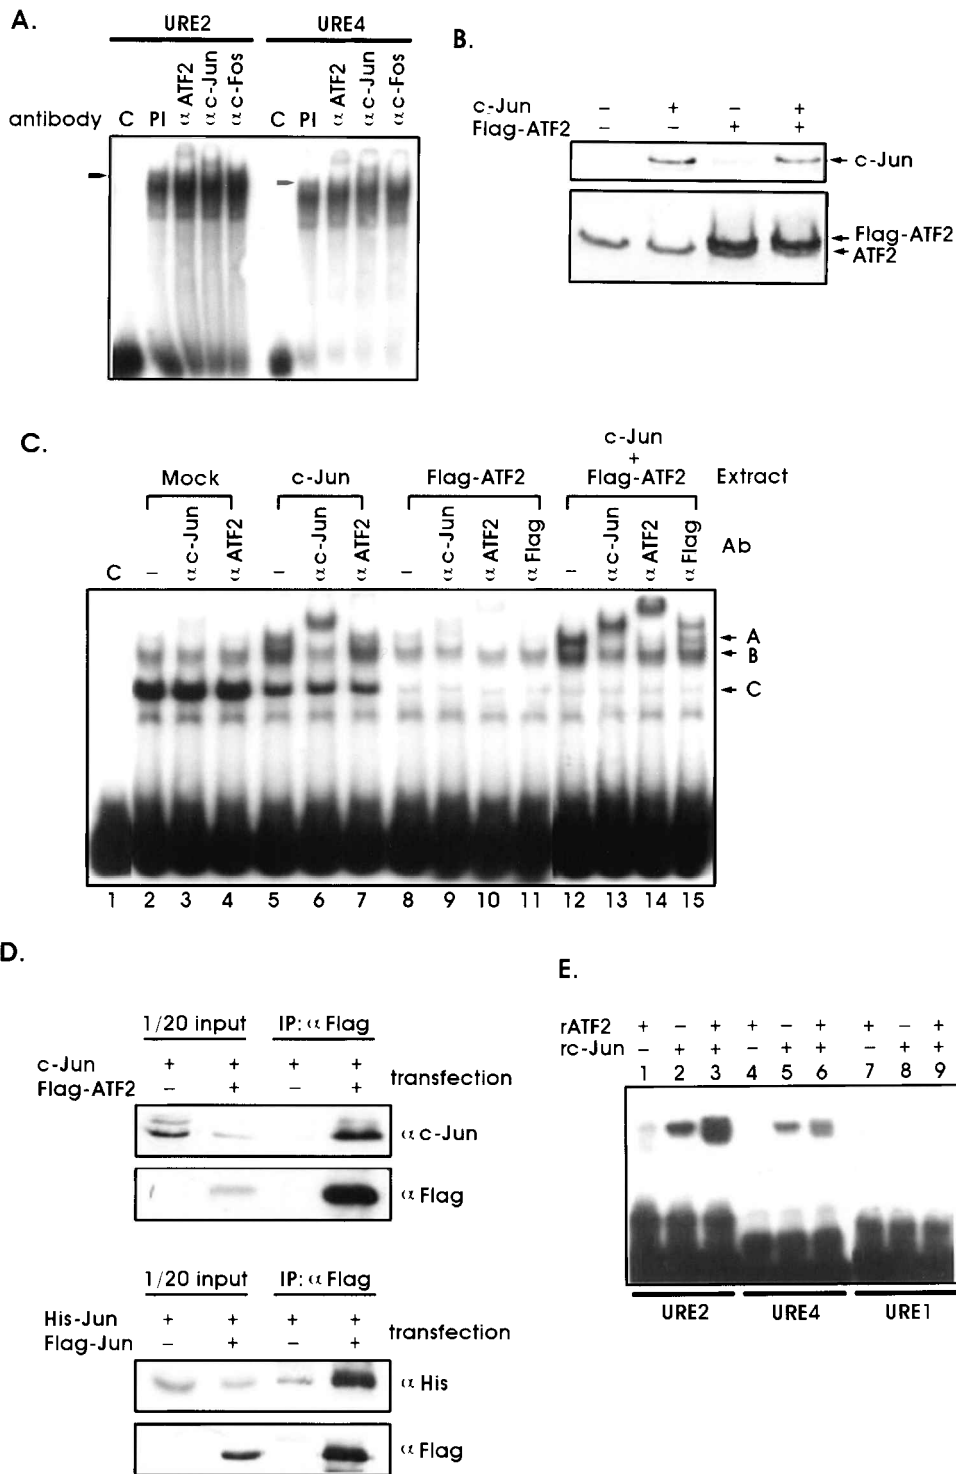 A.
URE2 URE4
antibody C PI α ATF2 α c-Jun α c-Fos C PI α ATF2 α c-Jun α c-Fos
B.
c-Jun – + – +
Flag-ATF2 – – + +
c-Jun
Flag-ATF2
ATF2
C.
Mock c-Jun Flag-ATF2 c-Jun + Flag-ATF2 Extract
C – α c-Jun α ATF2 – α c-Jun α ATF2 – α c-Jun α ATF2 α Flag – α c-Jun α ATF2 α Flag Ab
A
B
C
1 2 3 4 5 6 7 8 9 10 11 12 13 14 15
D.
1/20 input IP: α Flag
c-Jun + + + +
Flag-ATF2 – + – + transfection
α c-Jun
α Flag
1/20 input IP: α Flag
His-Jun + + + +
Flag-Jun – + – + transfection
α His
α Flag
E.
rATF2 + – + + – + + – +
rc-Jun – + + – + + – + +
1 2 3 4 5 6 7 8 9
URE2 URE4 URE1